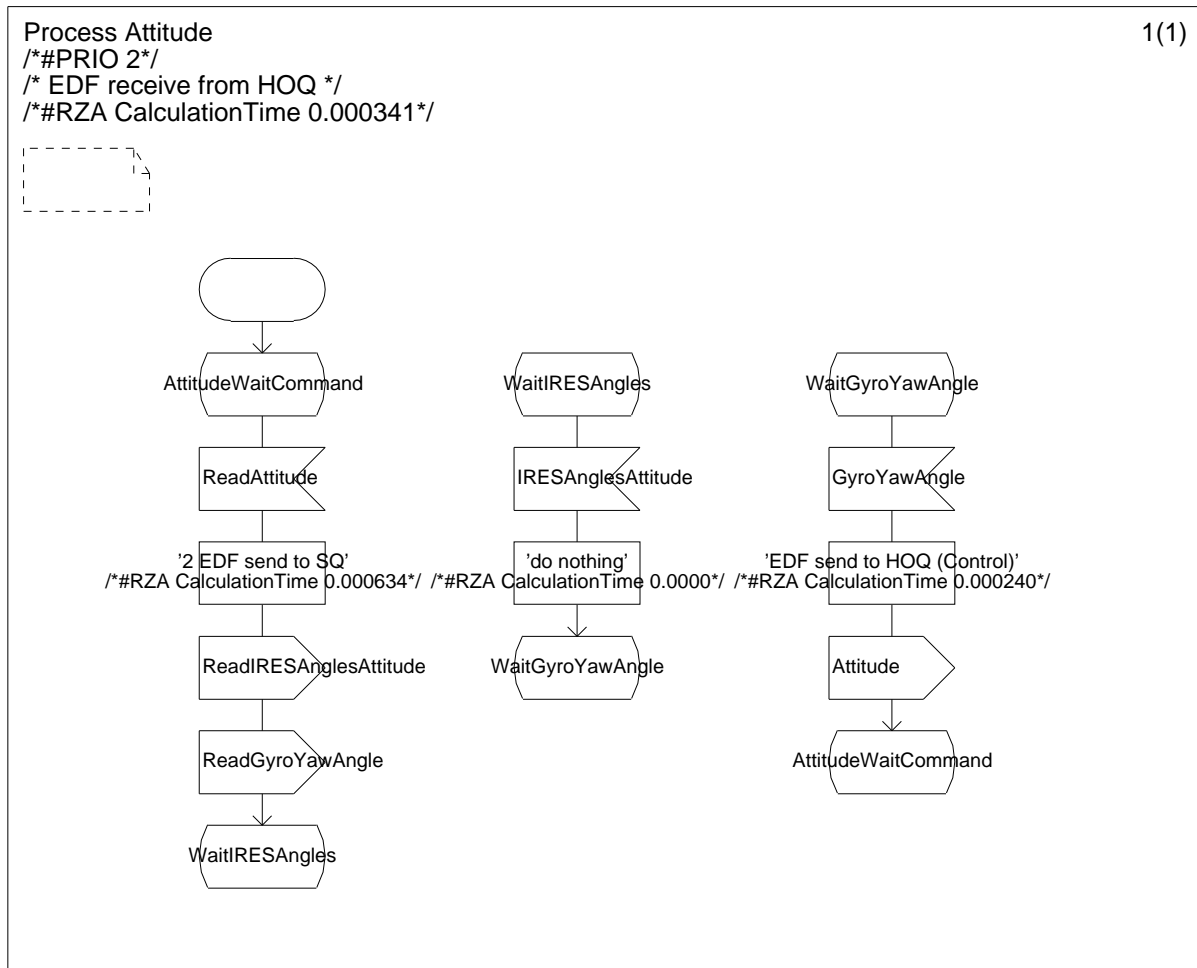 Process Attitude
1(1)
/*#PRIO 2*/
/* EDF receive from HOQ */
/*#RZA CalculationTime 0.000341*/
AttitudeWaitCommand
ReadAttitude
'2 EDF send to SQ'
/*#RZA CalculationTime 0.000634*/
ReadIRESAnglesAttitude
ReadGyroYawAngle
WaitIRESAngles
WaitIRESAngles
IRESAnglesAttitude
'do nothing'
/*#RZA CalculationTime 0.0000*/
WaitGyroYawAngle
WaitGyroYawAngle
GyroYawAngle
'EDF send to HOQ (Control)'
/*#RZA CalculationTime 0.000240*/
Attitude
AttitudeWaitCommand